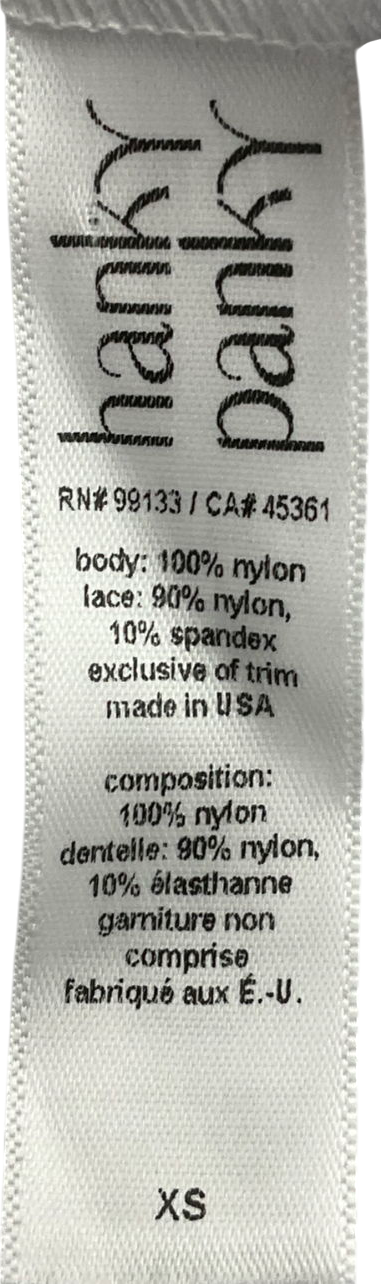 hanky
panky
RN# 99133 / CA# 45361
body: 100% nylon
lace: 90% nylon,
10% spandex
exclusive of trim
made in USA
composition:
100% nylon
dentelle: 90% nylon,
10% élasthanne
garniture non
comprise
fabriqué aux É.-U.
XS